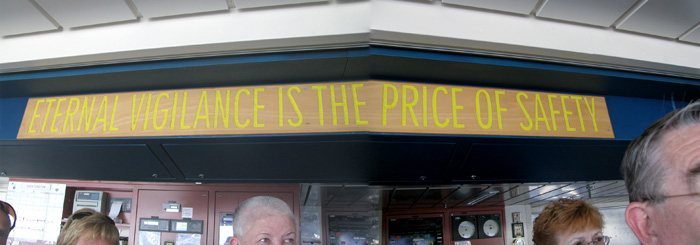 ETERNAL VIGILANCE IS THE PRICE OF SAFETY